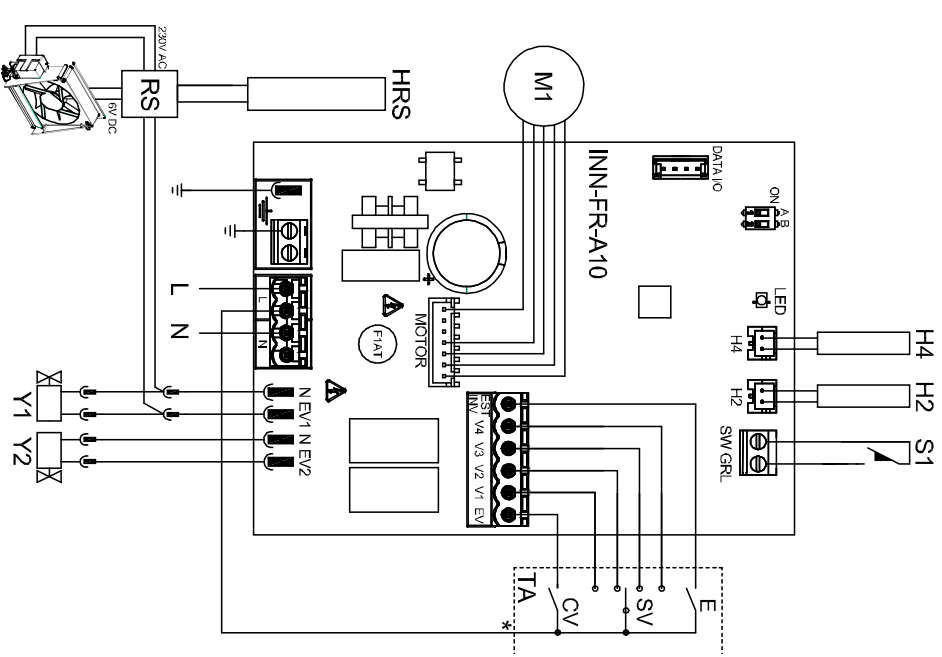 230V AC
RS
6V DC
HRS
M1
INN-FR-A10
DATA I/O
ON
A B
LED
H4
H4
H2
H2
S1
SW GRL
MOTOR
F1AT
+
L
N
L
N
N EV1 N EV2
Y1
Y2
EST INV V4 V3 V2 V1 EV
TA
CV
SV
E
*